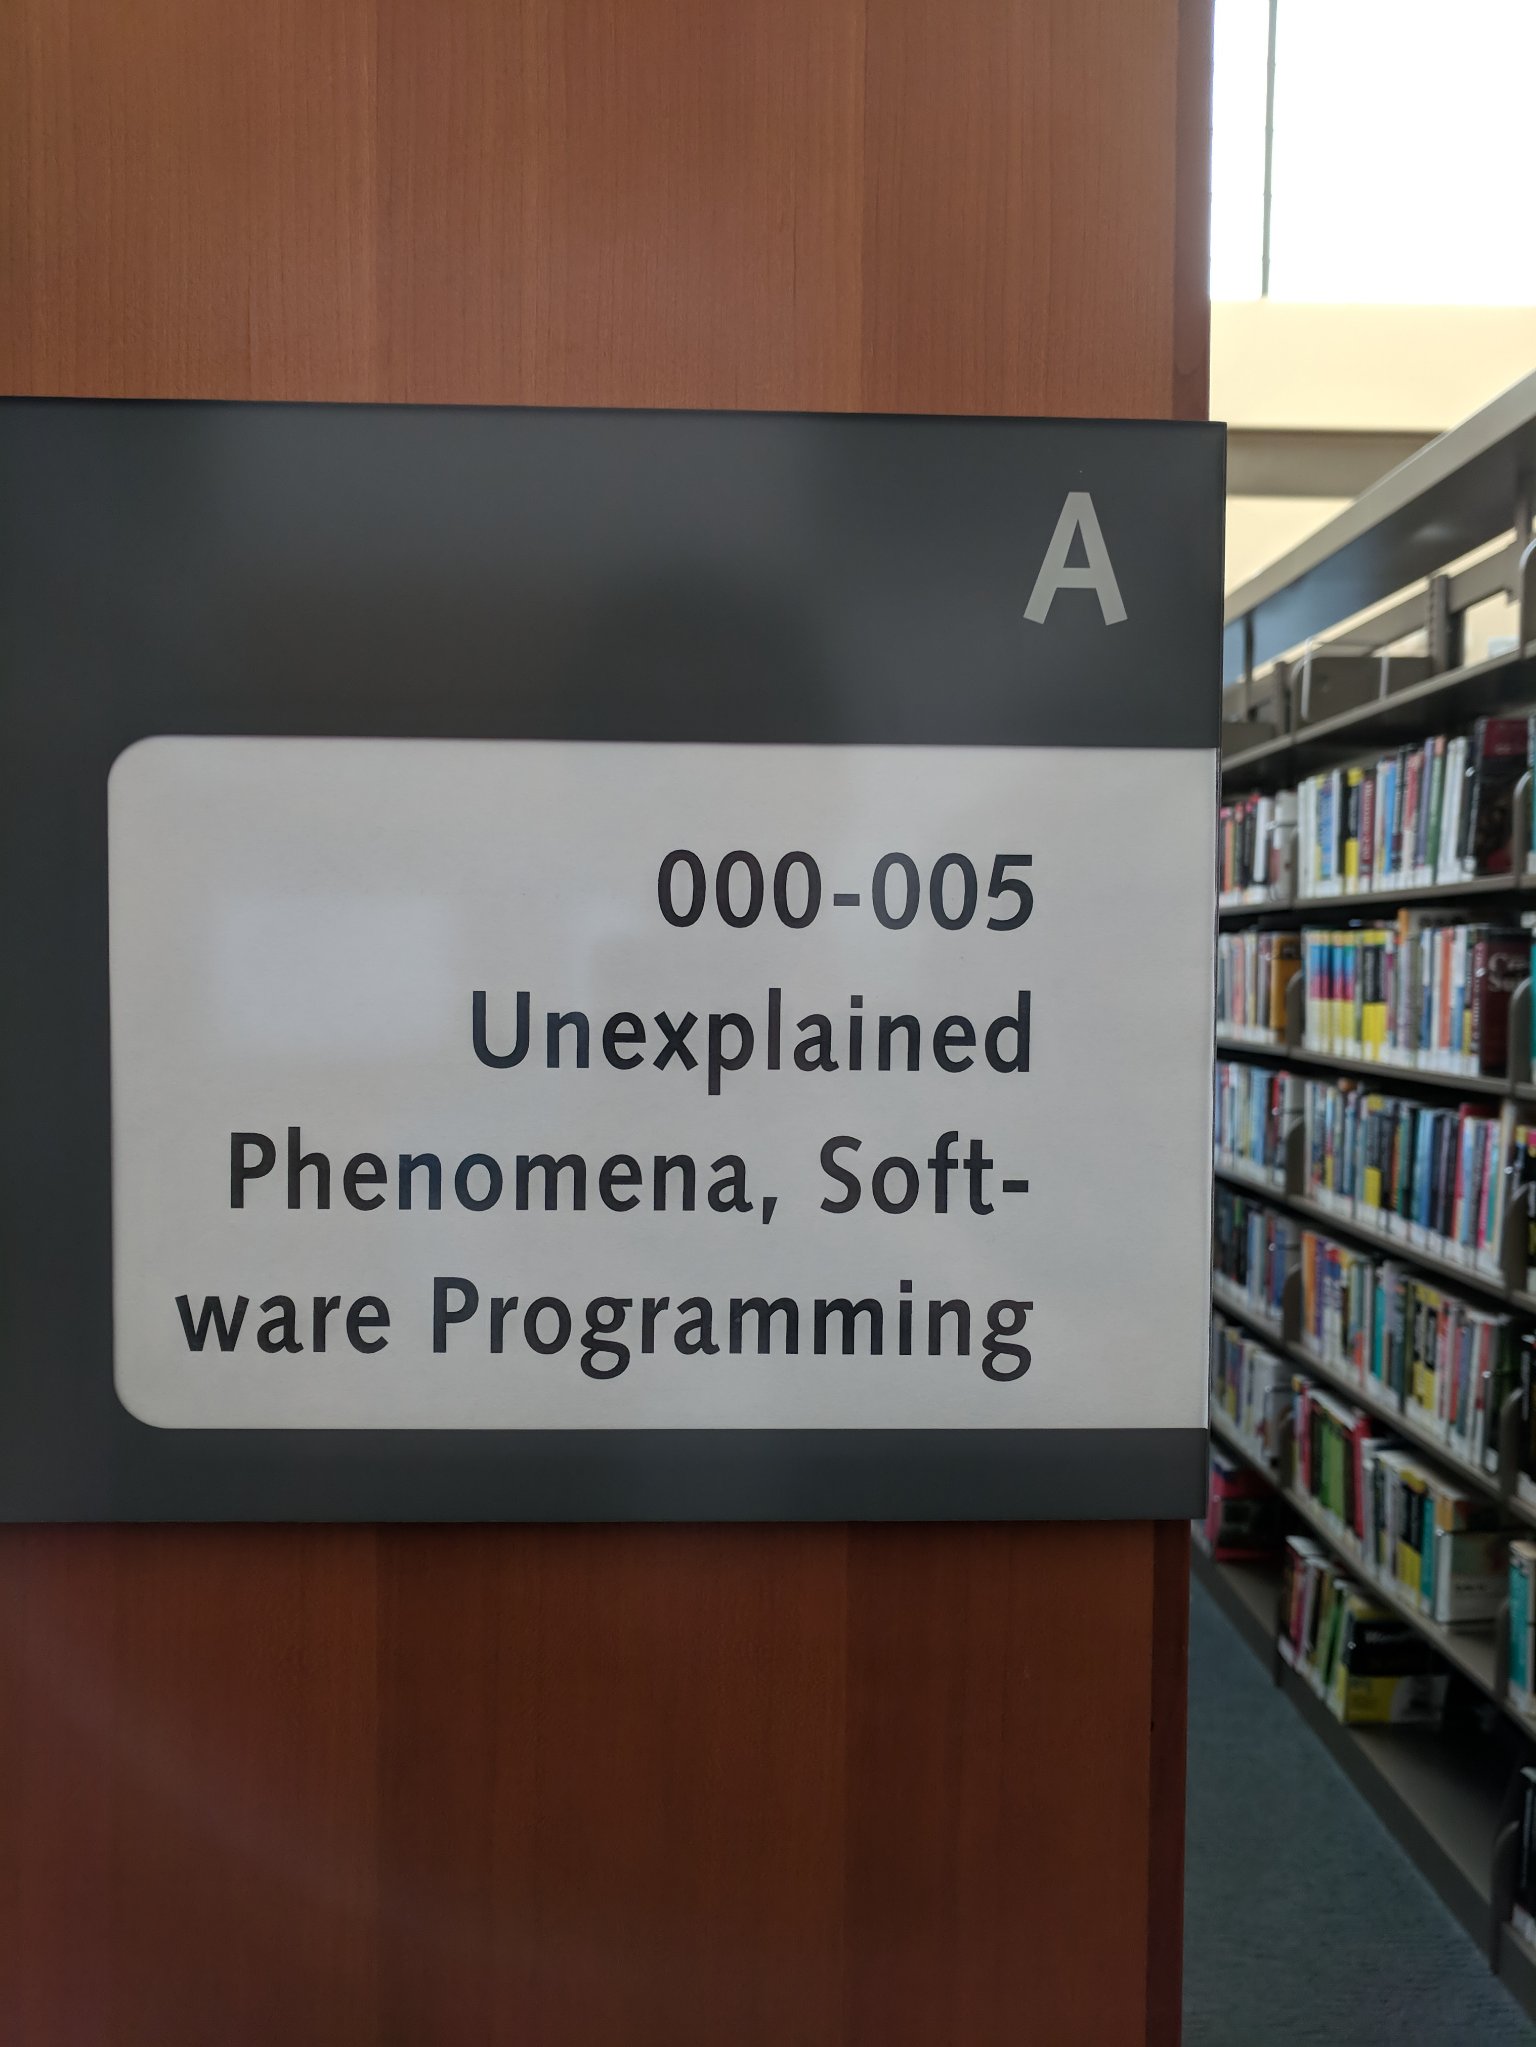 A
000-005
Unexplained
Phenomena, Soft-
ware Programming